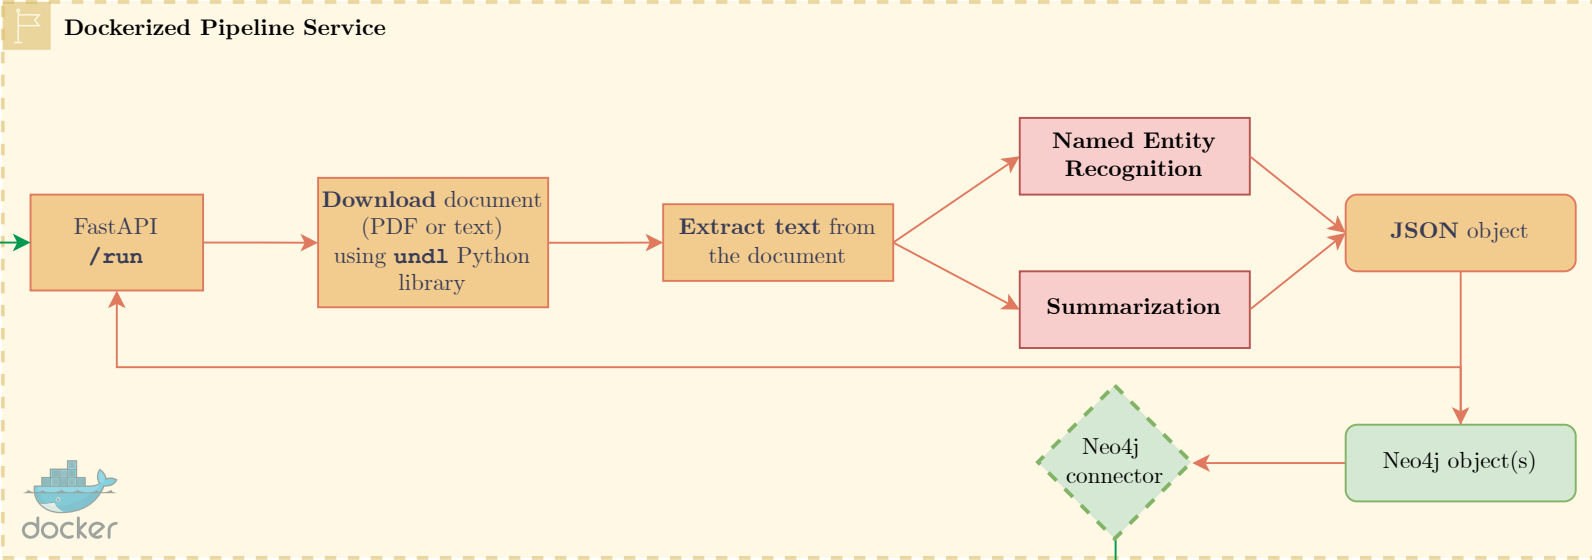 Dockerized Pipeline Service
FastAPI
/run
Download document
(PDF or text)
using undl Python
library
Extract text from
the document
Named Entity
Recognition
Summarization
JSON object
Neo4j object(s)
Neo4j
connector
docker